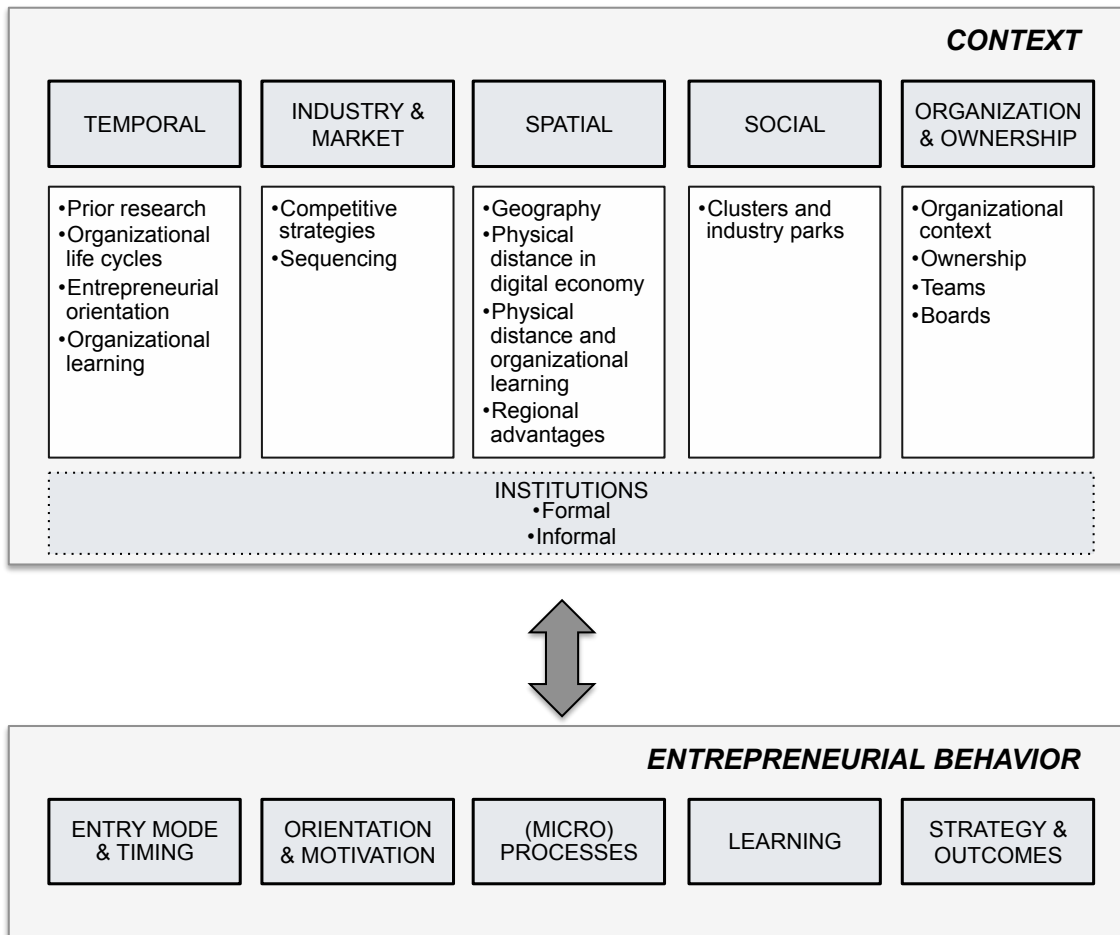 CONTEXT
TEMPORAL
INDUSTRY &
MARKET
SPATIAL
SOCIAL
ORGANIZATION
& OWNERSHIP
•Prior research
•Organizational
life cycles
•Entrepreneurial
orientation
•Organizational
learning
•Competitive
strategies
•Sequencing
•Geography
•Physical
distance in
digital economy
•Physical
distance and
organizational
learning
•Regional
advantages
•Clusters and
industry parks
•Organizational
context
•Ownership
•Teams
•Boards
INSTITUTIONS
•Formal
•Informal
ENTREPRENEURIAL BEHAVIOR
ENTRY MODE
& TIMING
ORIENTATION
& MOTIVATION
(MICRO)
PROCESSES
LEARNING
STRATEGY &
OUTCOMES